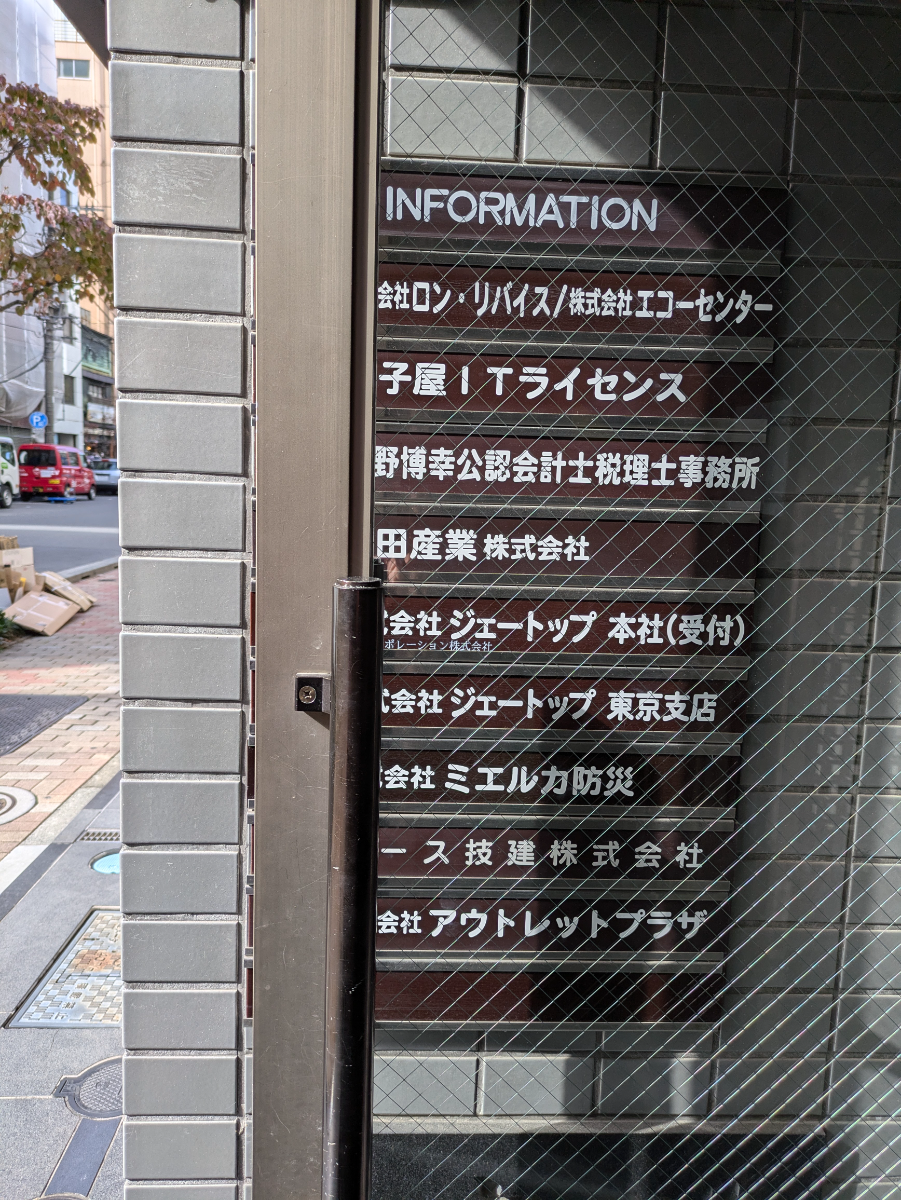 INFORMATION
会社ロン・リバイス/株式会社エコーセンター
子屋ITライセンス
野博幸公認会計士税理士事務所
田産業 株式会社
会社 ジェートップ 本社(受付)
ポレーション株式会社
式会社 ジェートップ 東京支店
式会社 ミエルカ防災
ース技建株式会社
会社 アウトレットプラザ
P